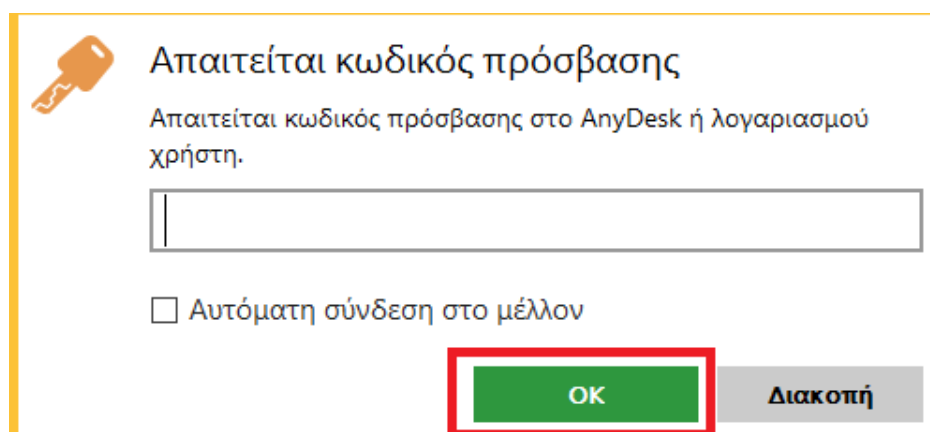 Απαιτείται κωδικός πρόσβασης
Απαιτείται κωδικός πρόσβασης στο AnyDesk ή λογαριασμού
χρήστη.
Αυτόματη σύνδεση στο μέλλον
OK Διακοπή